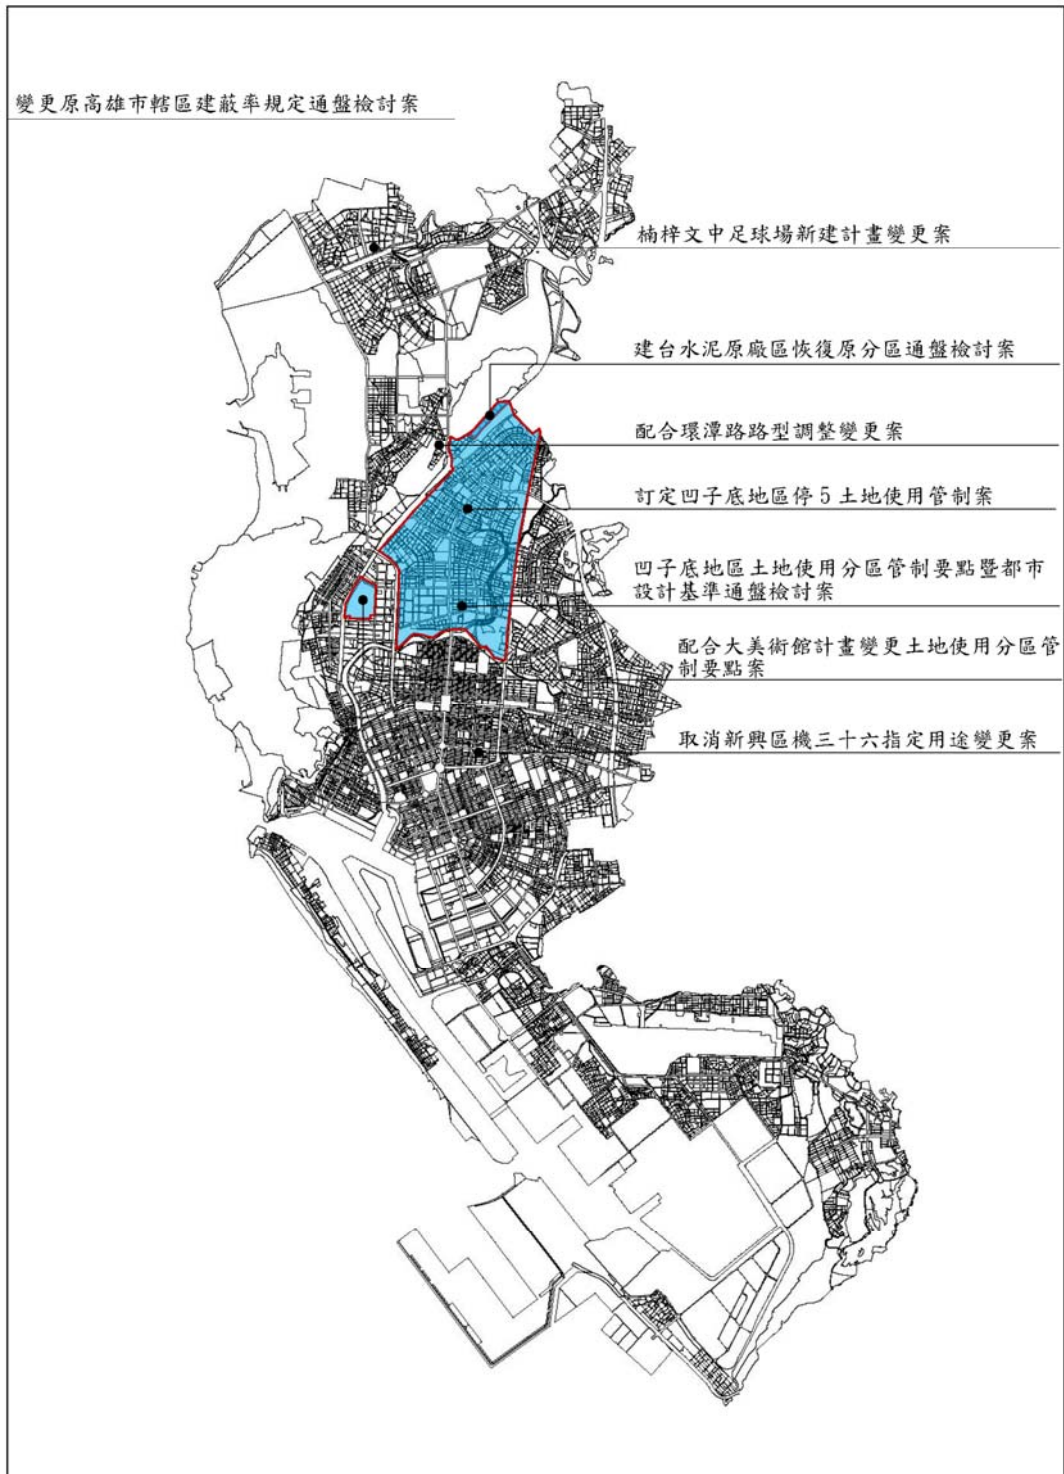 變更原高雄市轄區建蔽率規定通盤檢討案
楠梓文中足球場新建計畫變更案
建台水泥原廠區恢復原分區通盤檢討案
配合環潭路路型調整變更案
訂定凹子底地區停5土地使用管制案
凹子底地區土地使用分區管制要點暨都市
設計基準通盤檢討案
配合大美術館計畫變更土地使用分區管
制要點案
取消新興區機三十六指定用途變更案